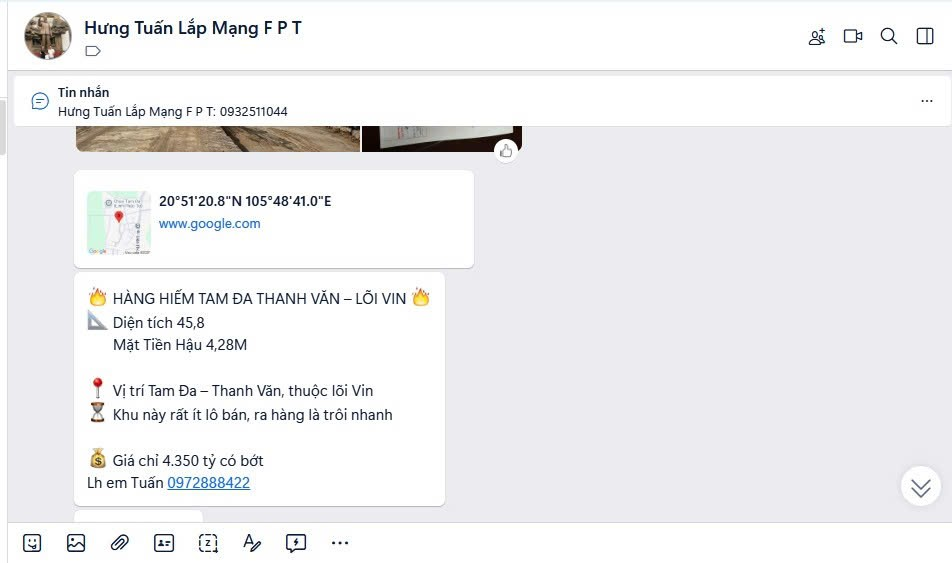 Hưng Tuấn Lắp Mạng F P T
Tin nhắn
Hưng Tuấn Lắp Mạng F P T: 0932511044
20°51'20.8"N 105°48'41.0"E
www.google.com
Google
🔥 HÀNG HIẾM TAM ĐA THANH VĂN – LÕI VIN 🔥
📐 Diện tích 45,8
Mặt Tiền Hậu 4,28M
📍 Vị trí Tam Đa – Thanh Văn, thuộc lõi Vin
⏳ Khu này rất ít lô bán, ra hàng là trôi nhanh
💰 Giá chỉ 4.350 tỷ có bớt
Lh em Tuấn 0972888422